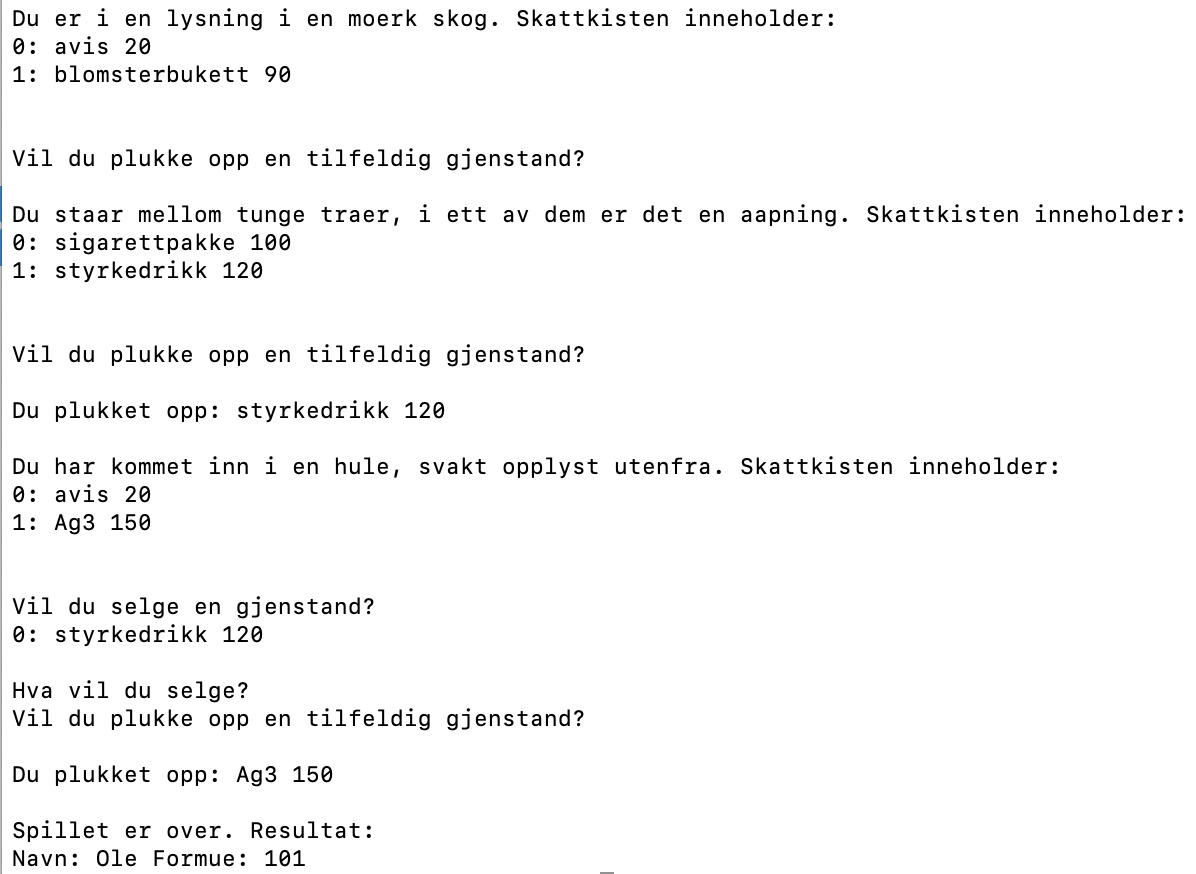 Du er i en lysning i en moerk skog. Skattkisten inneholder:
0: avis 20
1: blomsterbukett 90
Vil du plukke opp en tilfeldig gjenstand?
Du staar mellom tunge traer, i ett av dem er det en aapning. Skattkisten inneholder:
0: sigarettpakke 100
1: styrkedrikk 120
Vil du plukke opp en tilfeldig gjenstand?
Du plukket opp: styrkedrikk 120
Du har kommet inn i en hule, svakt opplyst utenfra. Skattkisten inneholder:
0: avis 20
1: Ag3 150
Vil du selge en gjenstand?
0: styrkedrikk 120
Hva vil du selge?
Vil du plukke opp en tilfeldig gjenstand?
Du plukket opp: Ag3 150
Spillet er over. Resultat:
Navn: Ole Formue: 101